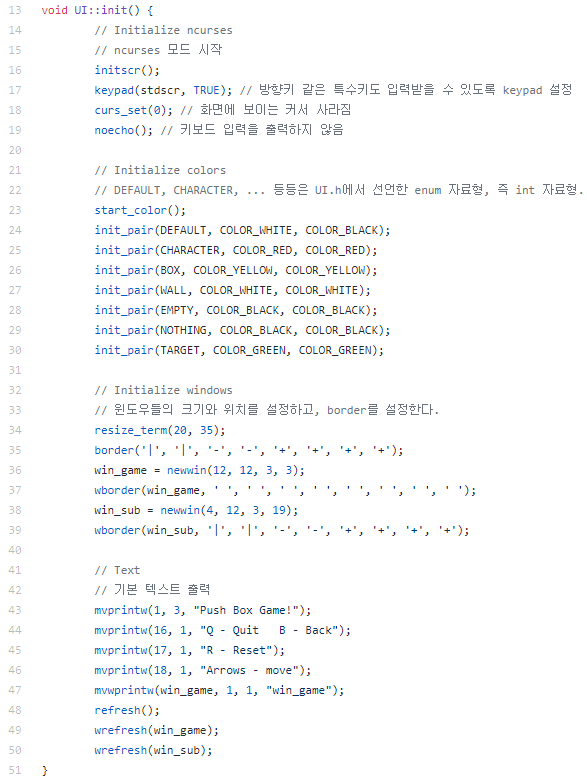 13 void UI::init() {
14 // Initialize ncurses
15 // ncurses 모드 시작
16 initscr();
17 keypad(stdscr, TRUE); // 방향키 같은 특수키도 입력받을 수 있도록 keypad 설정
18 curs_set(0); // 화면에 보이는 커서 사라짐
19 noecho(); // 키보드 입력을 출력하지 않음
20
21 // Initialize colors
22 // DEFAULT, CHARACTER, ... 등등은 UI.h에서 선언한 enum 자료형, 즉 int 자료형.
23 start_color();
24 init_pair(DEFAULT, COLOR_WHITE, COLOR_BLACK);
25 init_pair(CHARACTER, COLOR_RED, COLOR_RED);
26 init_pair(BOX, COLOR_YELLOW, COLOR_YELLOW);
27 init_pair(WALL, COLOR_WHITE, COLOR_WHITE);
28 init_pair(EMPTY, COLOR_BLACK, COLOR_BLACK);
29 init_pair(NOTHING, COLOR_BLACK, COLOR_BLACK);
30 init_pair(TARGET, COLOR_GREEN, COLOR_GREEN);
31
32 // Initialize windows
33 // 윈도우들의 크기와 위치를 설정하고, border를 설정한다.
34 resize_term(20, 35);
35 border('|', '|', '-', '-', '+', '+', '+', '+');
36 win_game = newwin(12, 12, 3, 3);
37 wborder(win_game, ' ', ' ', ' ', ' ', ' ', ' ', ' ', ' ');
38 win_sub = newwin(4, 12, 3, 19);
39 wborder(win_sub, '|', '|', '-', '-', '+', '+', '+', '+');
40
41 // Text
42 // 기본 텍스트 출력
43 mvprintw(1, 3, "Push Box Game!");
44 mvprintw(16, 1, "Q - Quit   B - Back");
45 mvprintw(17, 1, "R - Reset");
46 mvprintw(18, 1, "Arrows - move");
47 mvwprintw(win_game, 1, 1, "win_game");
48 refresh();
49 wrefresh(win_game);
50 wrefresh(win_sub);
51 }